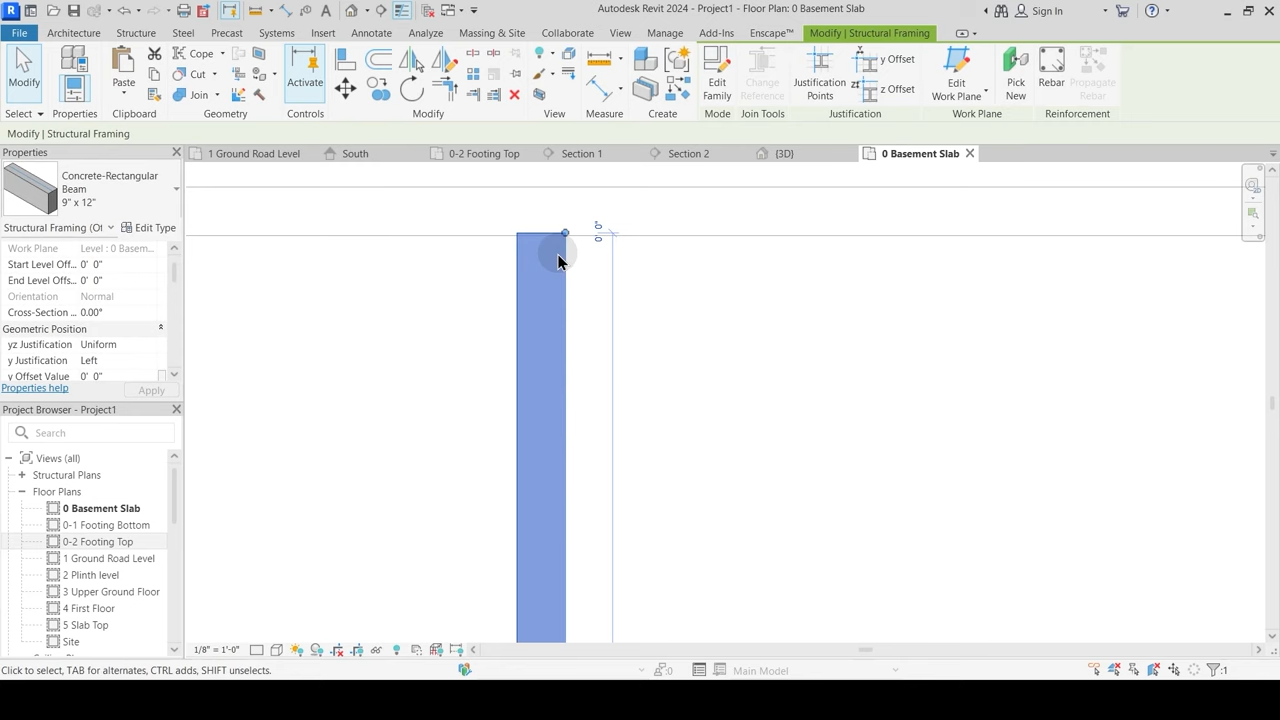 Autodesk Revit 2024 - Project1 - Floor Plan: 0 Basement Slab
Sign In
File Architecture Structure Steel Precast Systems Insert Annotate Analyze Massing & Site Collaborate View Manage Add-Ins Enscape™ Modify | Structural Framing
Modify
Paste
Cope
Cut
Join
Activate
Edit
Family
Change
Reference
Justification
Points
y Offset
z Offset
Edit
Work Plane
Pick
New
Rebar
Propagate
Rebar
Select Properties Clipboard Geometry Controls Modify View Measure Create Mode Join Tools Justification Work Plane Reinforcement
Modify | Structural Framing
Properties
1 Ground Road Level South 0-2 Footing Top Section 1 Section 2 (3D) 0 Basement Slab
Concrete-Rectangular
Beam
9" x 12"
Structural Framing (Ot Edit Type
Work Plane Level : 0 Basem...
Start Level Off... 0' 0"
End Level Offs... 0' 0"
Orientation Normal
Cross-Section ... 0.00°
Geometric Position
yz Justification Uniform
y Justification Left
y Offset Value 0' 0"
Properties help Apply
0' 0"
Project Browser - Project1
Search
Views (all)
Structural Plans
Floor Plans
0 Basement Slab
0-1 Footing Bottom
0-2 Footing Top
1 Ground Road Level
2 Plinth level
3 Upper Ground Floor
4 First Floor
5 Slab Top
Site
1/8" = 1'-0"
Click to select, TAB for alternates, CTRL adds, SHIFT unselects.
:0
Main Model
:1